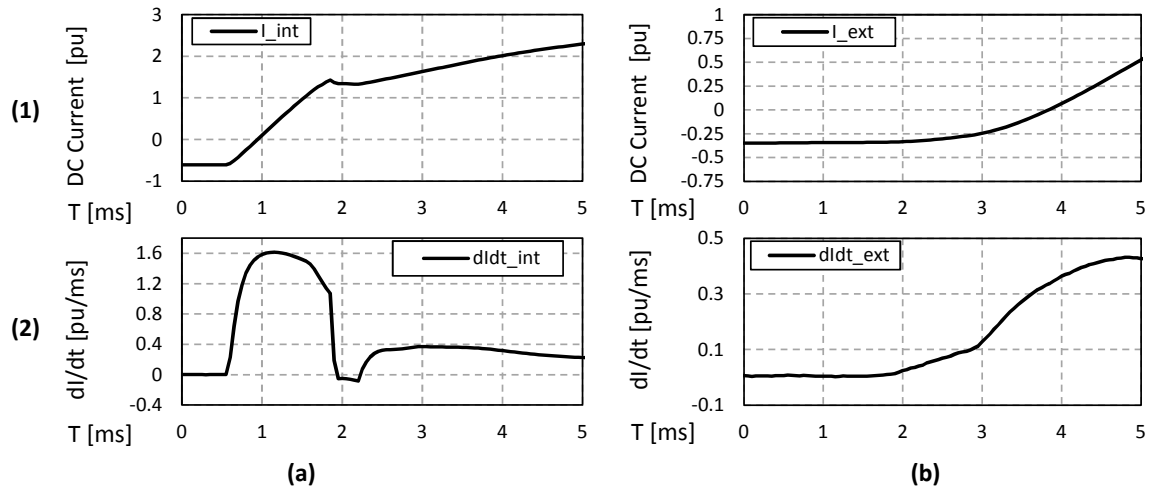 3
2
1
0
-1
DC Current [pu]
I_int
(1)
T [ms]
0 1 2 3 4 5
1
0.75
0.5
0.25
0
-0.25
-0.5
-0.75
DC Current [pu]
I_ext
T [ms]
0 1 2 3 4 5
1.6
1.2
0.8
0.4
0
-0.4
dI/dt [pu/ms]
dIdt_int
(2)
T [ms]
0 1 2 3 4 5
(a)
0.5
0.3
0.1
-0.1
dI/dt [pu/ms]
dIdt_ext
T [ms]
0 1 2 3 4 5
(b)